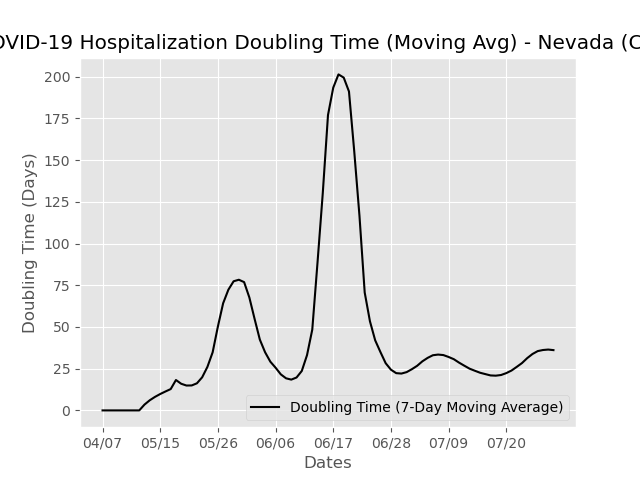 OVID-19 Hospitalization Doubling Time (Moving Avg) - Nevada (C
Doubling Time (Days)
200
175
150
125
100
75
50
25
0
Doubling Time (7-Day Moving Average)
04/07 05/15 05/26 06/06 06/17 06/28 07/09 07/20
Dates